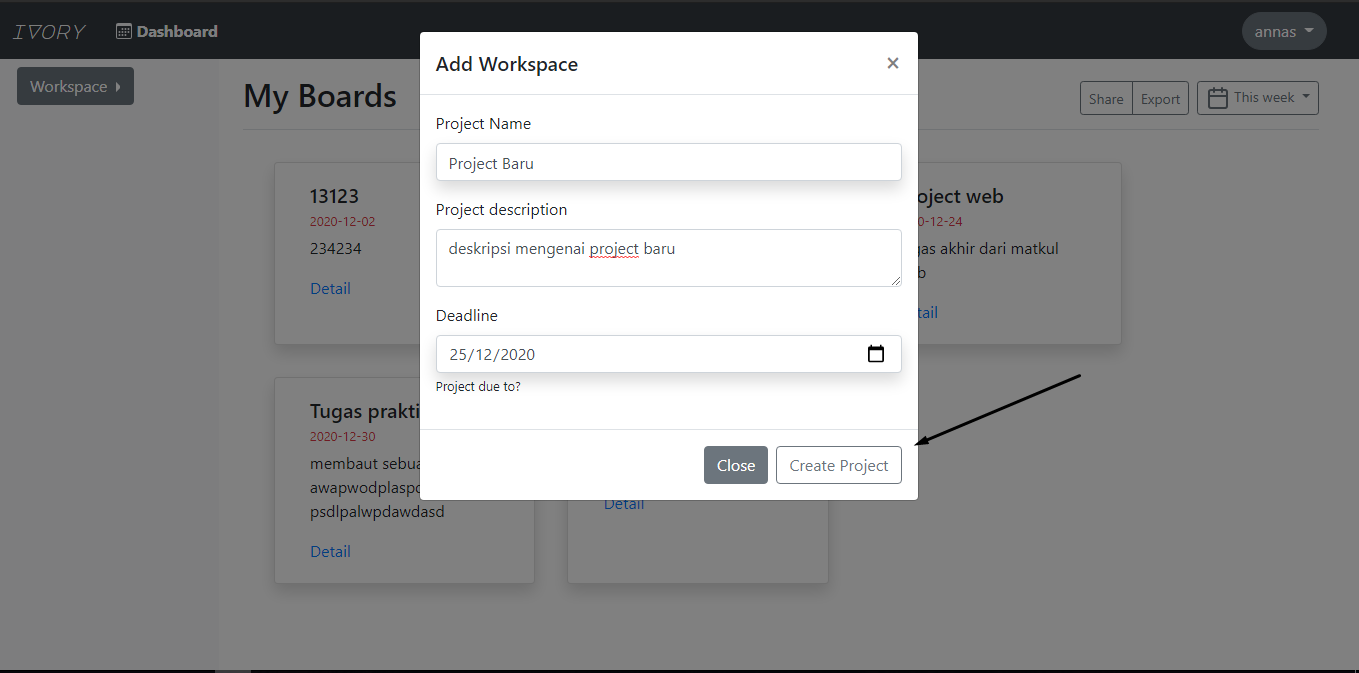 IVORY Dashboard
annas
Workspace
My Boards
Share Export This week
Add Workspace ×
Project Name
Project Baru
Project description
deskripsi mengenai project baru
Deadline
25/12/2020
Project due to?
Close Create Project
13123
2020-12-02
234234
Detail
oject web
0-12-24
as akhir dari matkul
b
tail
Tugas prakti
2020-12-30
membaut sebua
awapwodplaspo
psdlpalwpdawdasd
Detail
Detail